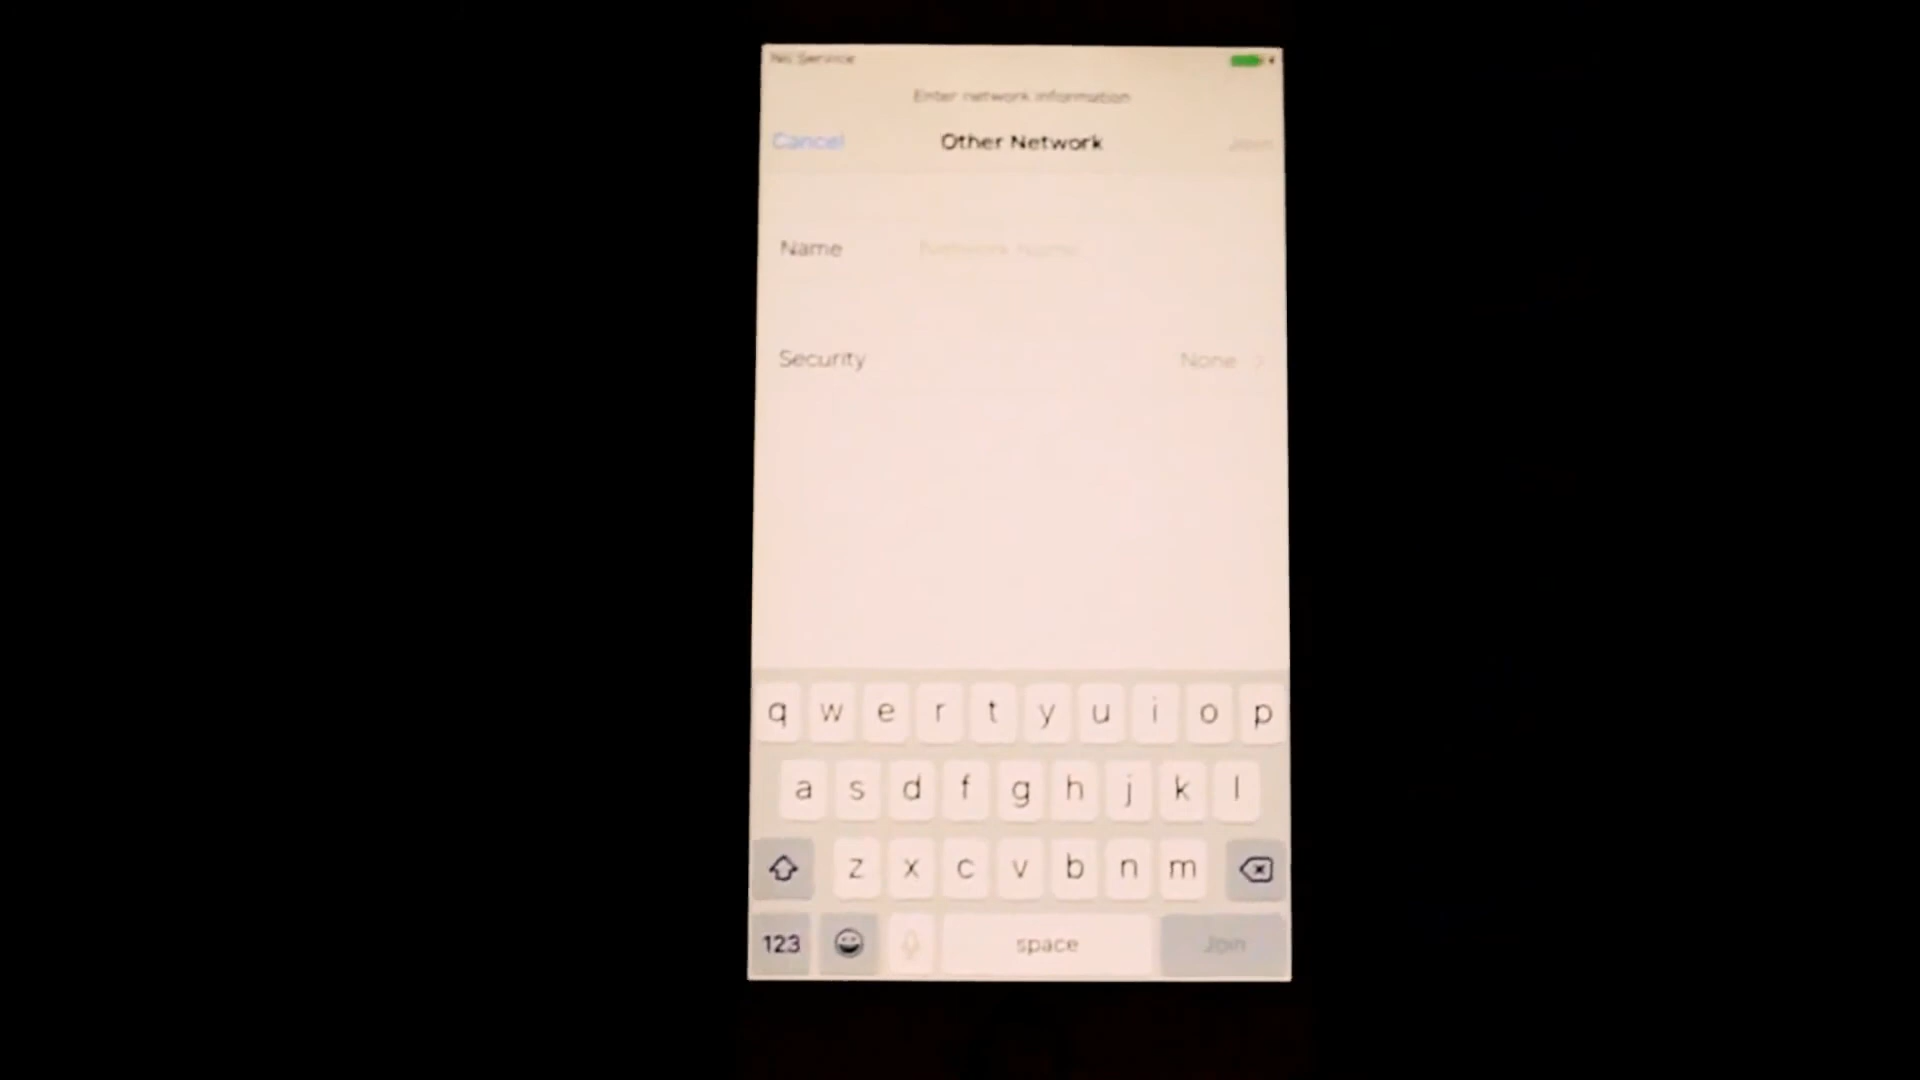 No Service
Enter network information
Cancel Other Network Join
Name Network Name
Security None
q w e r t y u i o p
a s d f g h j k l
z x c v b n m
123 space Join